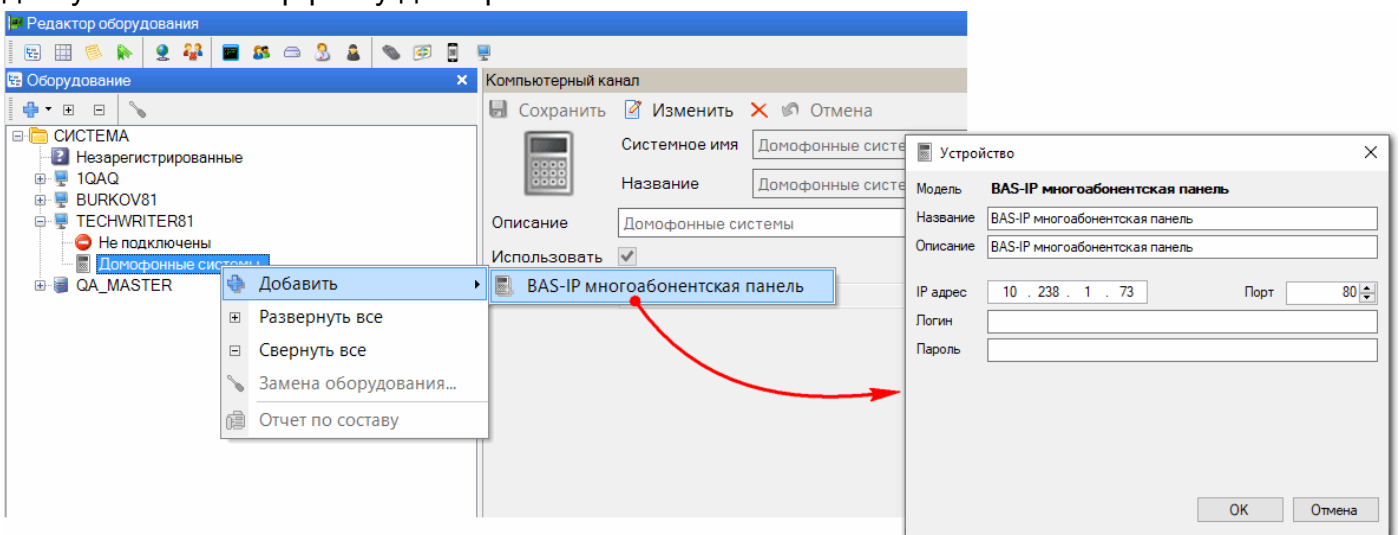 Редактор оборудования
Оборудование
СИСТЕМА
Незарегистрированные
1QAQ
BURKOV81
TECHWRITER81
Не подключены
Домофонные системы
QA_MASTER
Добавить
Развернуть все
Свернуть все
Замена оборудования...
Отчет по составу
BAS-IP многоабонентская панель
Компьютерный канал
Сохранить Изменить Отмена
Системное имя Домофонные систе
Название Домофонные систе
Описание Домофонные системы
Использовать
Устройство
Модель BAS-IP многоабонентская панель
Название BAS-IP многоабонентская панель
Описание BAS-IP многоабонентская панель
IP адрес 10 . 238 . 1 . 73 Порт 80
Логин
Пароль
OK Отмена